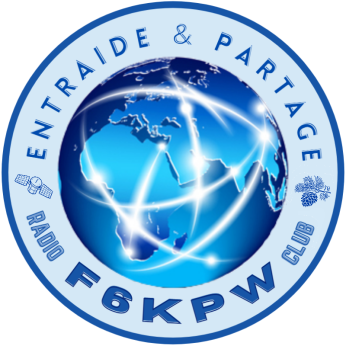 ENTRAIDE & PARTAGE
RADIO
F6KPW
CLUB